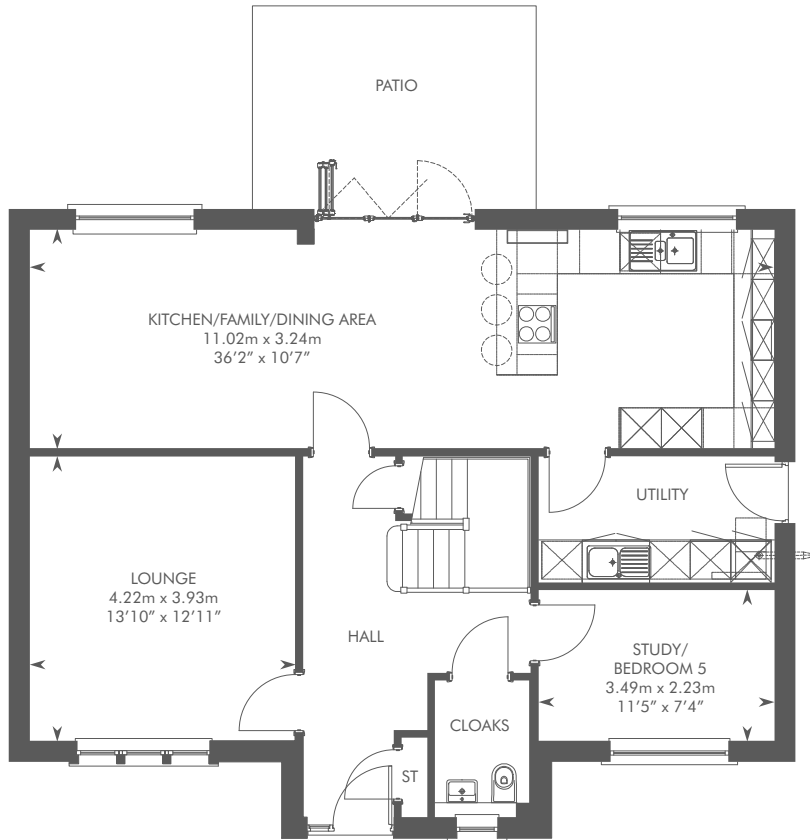 PATIO
KITCHEN/FAMILY/DINING AREA
11.02m x 3.24m
36’2” x 10’7”
UTILITY
LOUNGE
4.22m x 3.93m
13’10” x 12’11”
HALL
STUDY/
BEDROOM 5
3.49m x 2.23m
11’5” x 7’4”
CLOAKS
ST